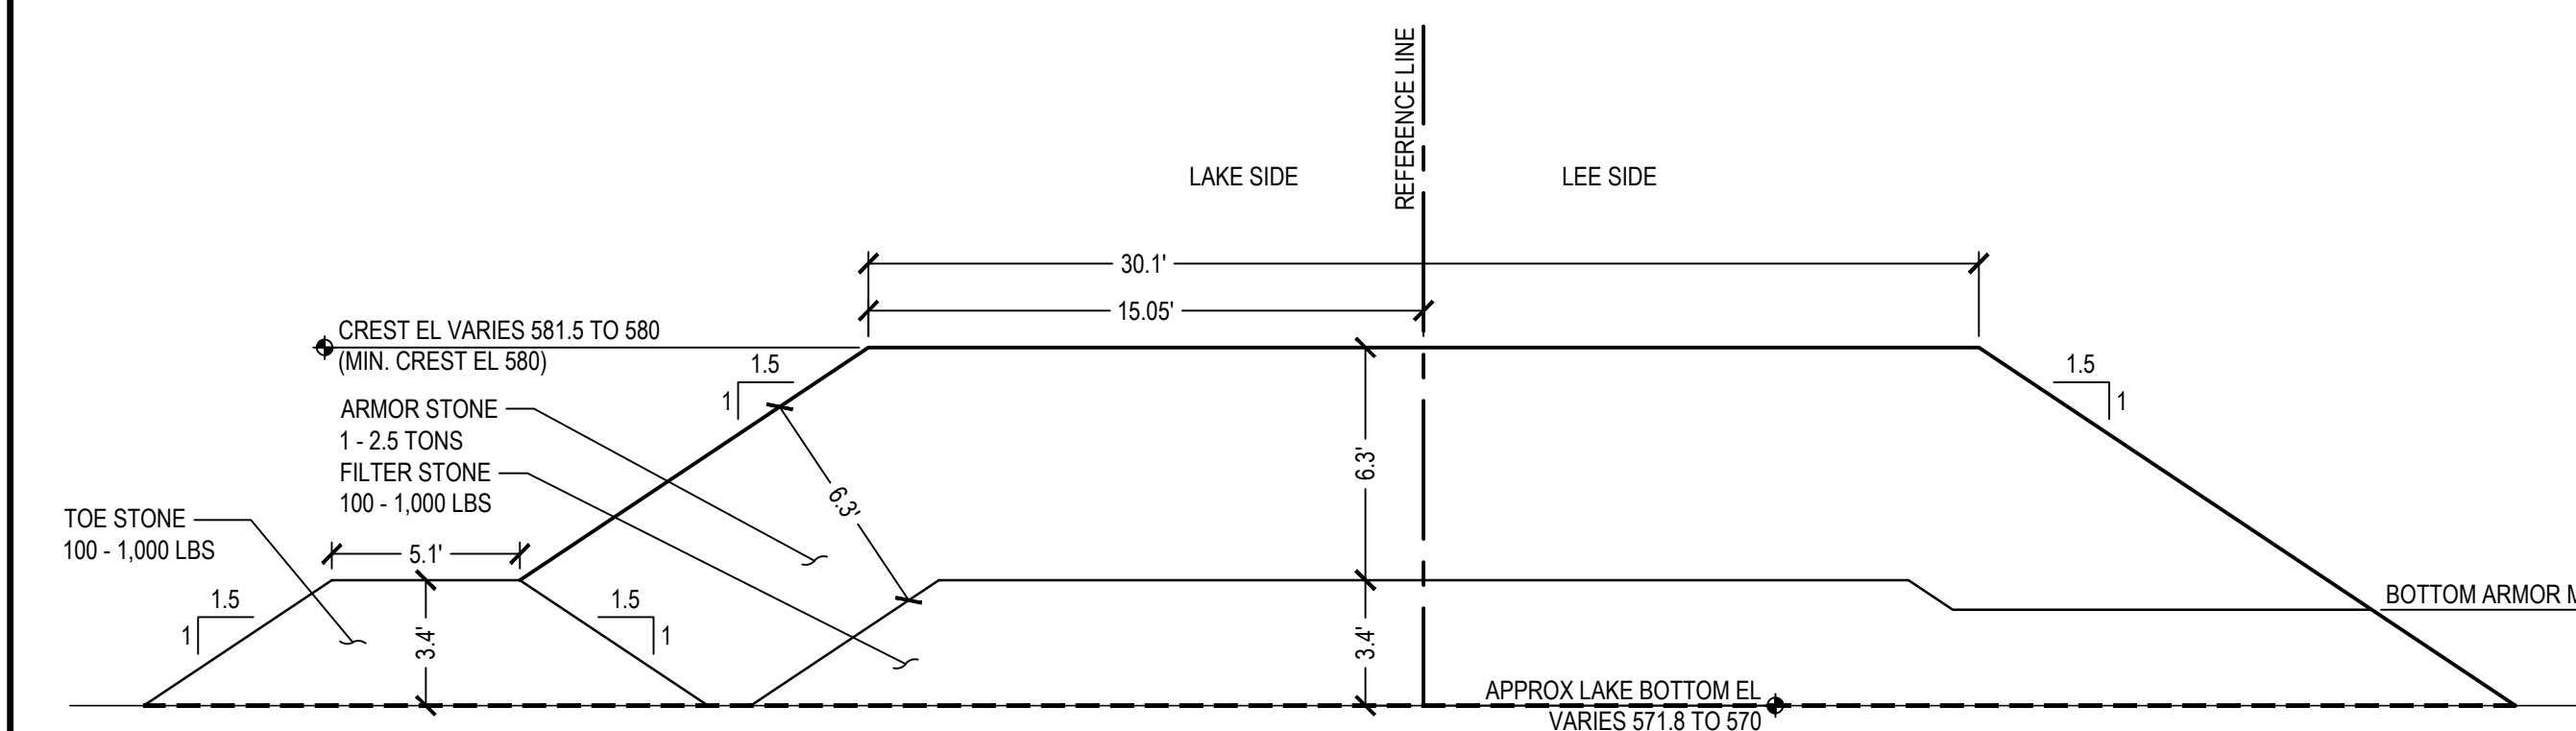 REFERENCE LINE
LAKE SIDE
LEE SIDE
30.1'
15.05'
CREST EL VARIES 581.5 TO 580
(MIN. CREST EL 580)
1.5
1
1.5
1
ARMOR STONE
1 - 2.5 TONS
FILTER STONE
100 - 1,000 LBS
6.3'
6.3'
TOE STONE
100 - 1,000 LBS
5.1'
1.5
1
3.4'
1.5
1
3.4'
BOTTOM ARMOR
APPROX LAKE BOTTOM EL
VARIES 571.8 TO 570